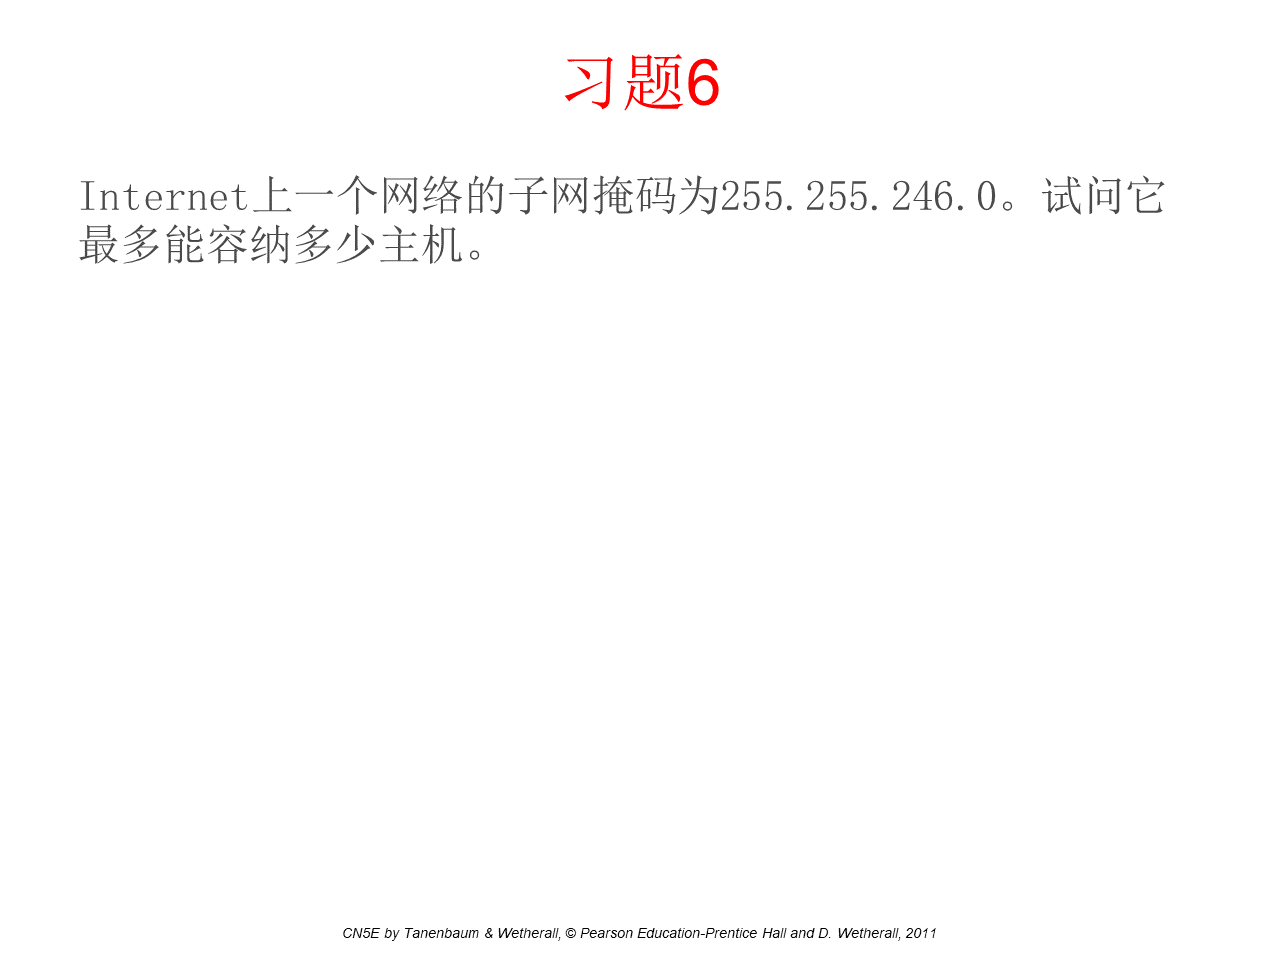 习题6
Internet上一个网络的子网掩码为255.255.246.0。试问它
最多能容纳多少主机。
CN5E by Tanenbaum & Wetherall, © Pearson Education-Prentice Hall and D. Wetherall, 2011